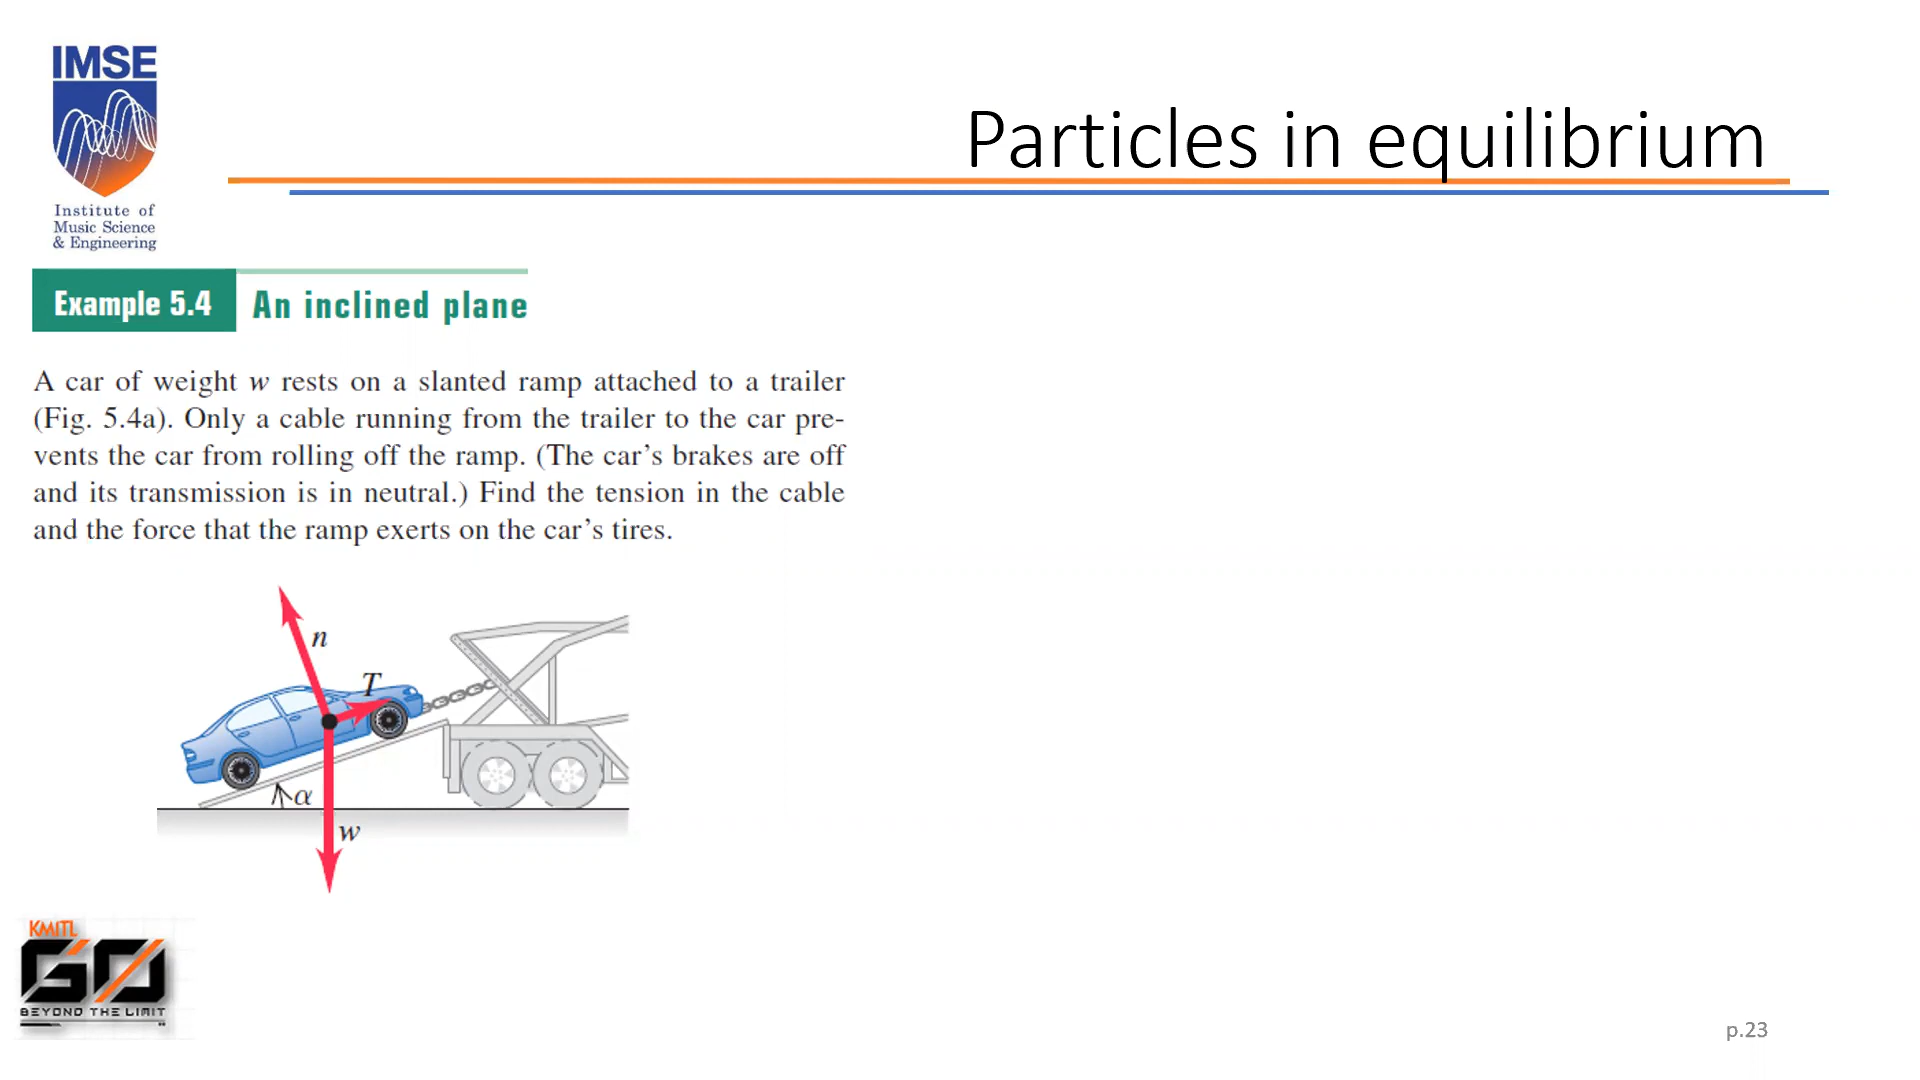 IMSE
Institute of
Music Science
& Engineering
Particles in equilibrium
Example 5.4 An inclined plane
A car of weight w rests on a slanted ramp attached to a trailer
(Fig. 5.4a). Only a cable running from the trailer to the car pre-
vents the car from rolling off the ramp. (The car’s brakes are off
and its transmission is in neutral.) Find the tension in the cable
and the force that the ramp exerts on the car’s tires.
n
T
α
w
KMITL
GO
BEYOND THE LIMIT
p.23